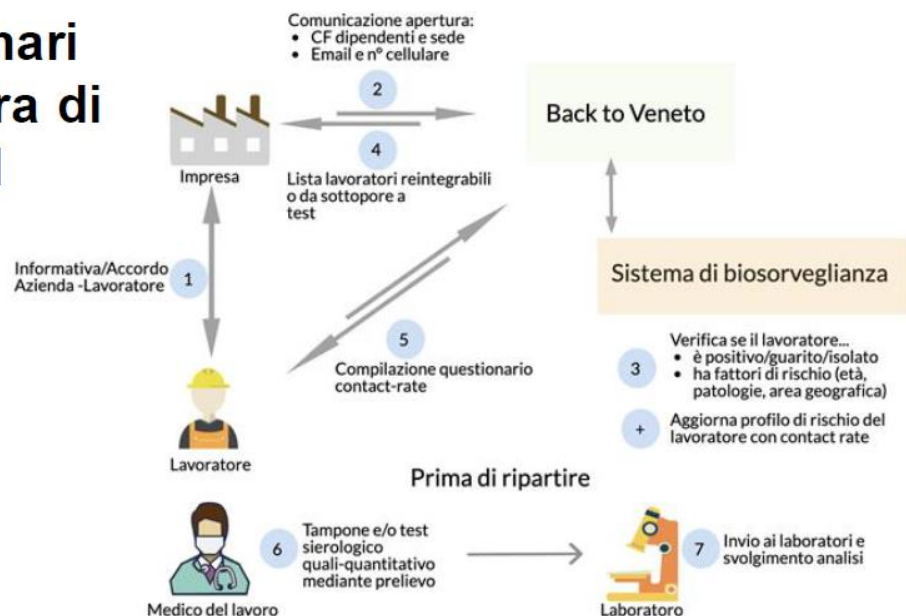 Comunicazione apertura:
• CF dipendenti e sede
• Email e n° cellulare
ra di
2
Back to Veneto
4
Impresa
Lista lavoratori reintegrabili
o da sottopore a
test
Informativa/Accordo
Azienda -Lavoratore
1
Sistema di biosorveglianza
5
Compilazione questionario
contact-rate
3
Verifica se il lavoratore...
• è positivo/guarito/isolato
• ha fattori di rischio (età,
patologie, area geografica)
+
Aggiorna profilo di rischio del
lavoratore con contact rate
Lavoratore
Prima di ripartire
6
Tampone e/o test
sierologico
quali-quantitativo
mediante prelievo
7
Invio ai laboratori e
svolgimento analisi
Medico del lavoro
Laboratoro